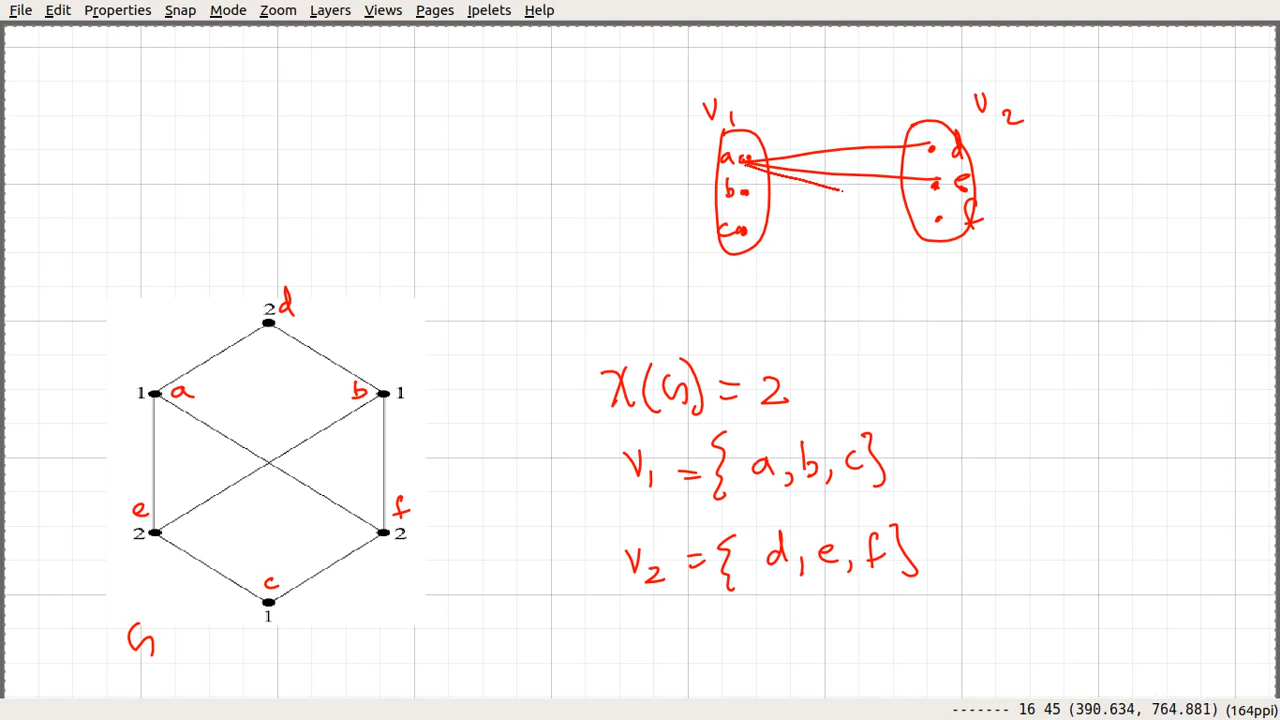 File Edit Properties Snap Mode Zoom Layers Views Pages Ipelets Help
V1
V2
a
b
c
d
e
f
2 d
1 a
b 1
e
2
f
2
c
1
G
χ(G) = 2
V1 = { a, b, c }
V2 = { d, e, f }
------- 16 45 (390.634, 764.881) (164ppi)